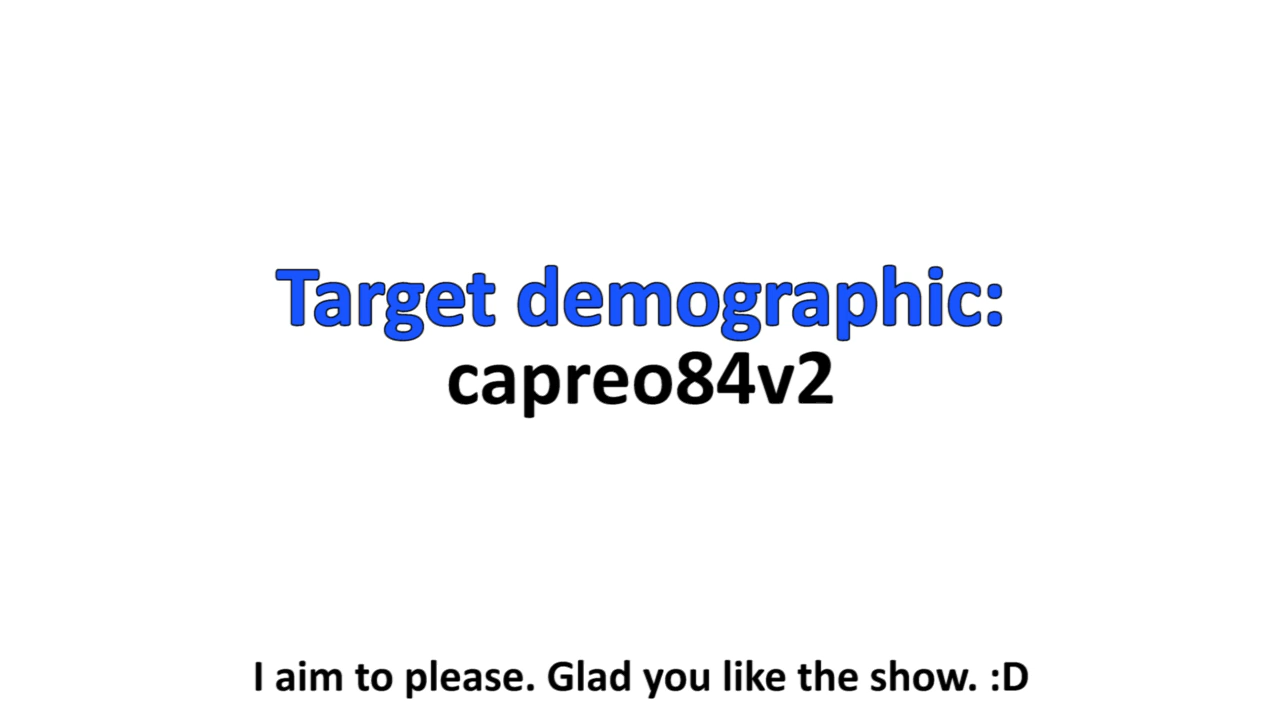 Target demographic:
capreo84v2
I aim to please. Glad you like the show. :D